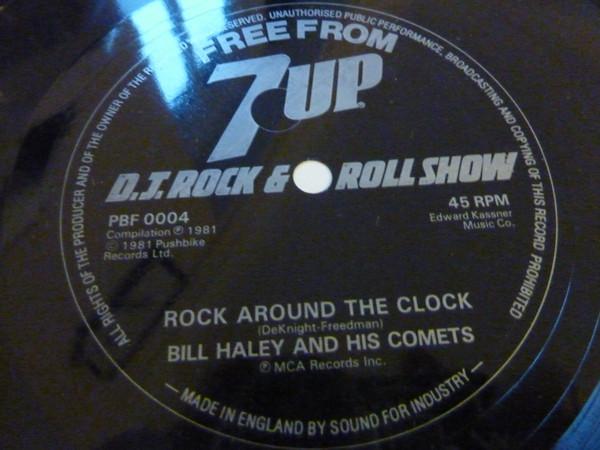 ALL RIGHTS OF THE PRODUCER AND OF THE OWNER OF THE RESERVED. UNAUTHORISED PUBLIC PERFORMANCE, BROADCASTING AND COPYING OF THIS RECORD PROHIBITED
FREE FROM
7UP
D.J. ROCK & ROLL SHOW
PBF 0004
Compilation ℗ 1981
© 1981 Pushbike
Records Ltd.
45 RPM
Edward Kassner
Music Co.
ROCK AROUND THE CLOCK
(DeKnight-Freedman)
BILL HALEY AND HIS COMETS
℗ MCA Records Inc.
— MADE IN ENGLAND BY SOUND FOR INDUSTRY —